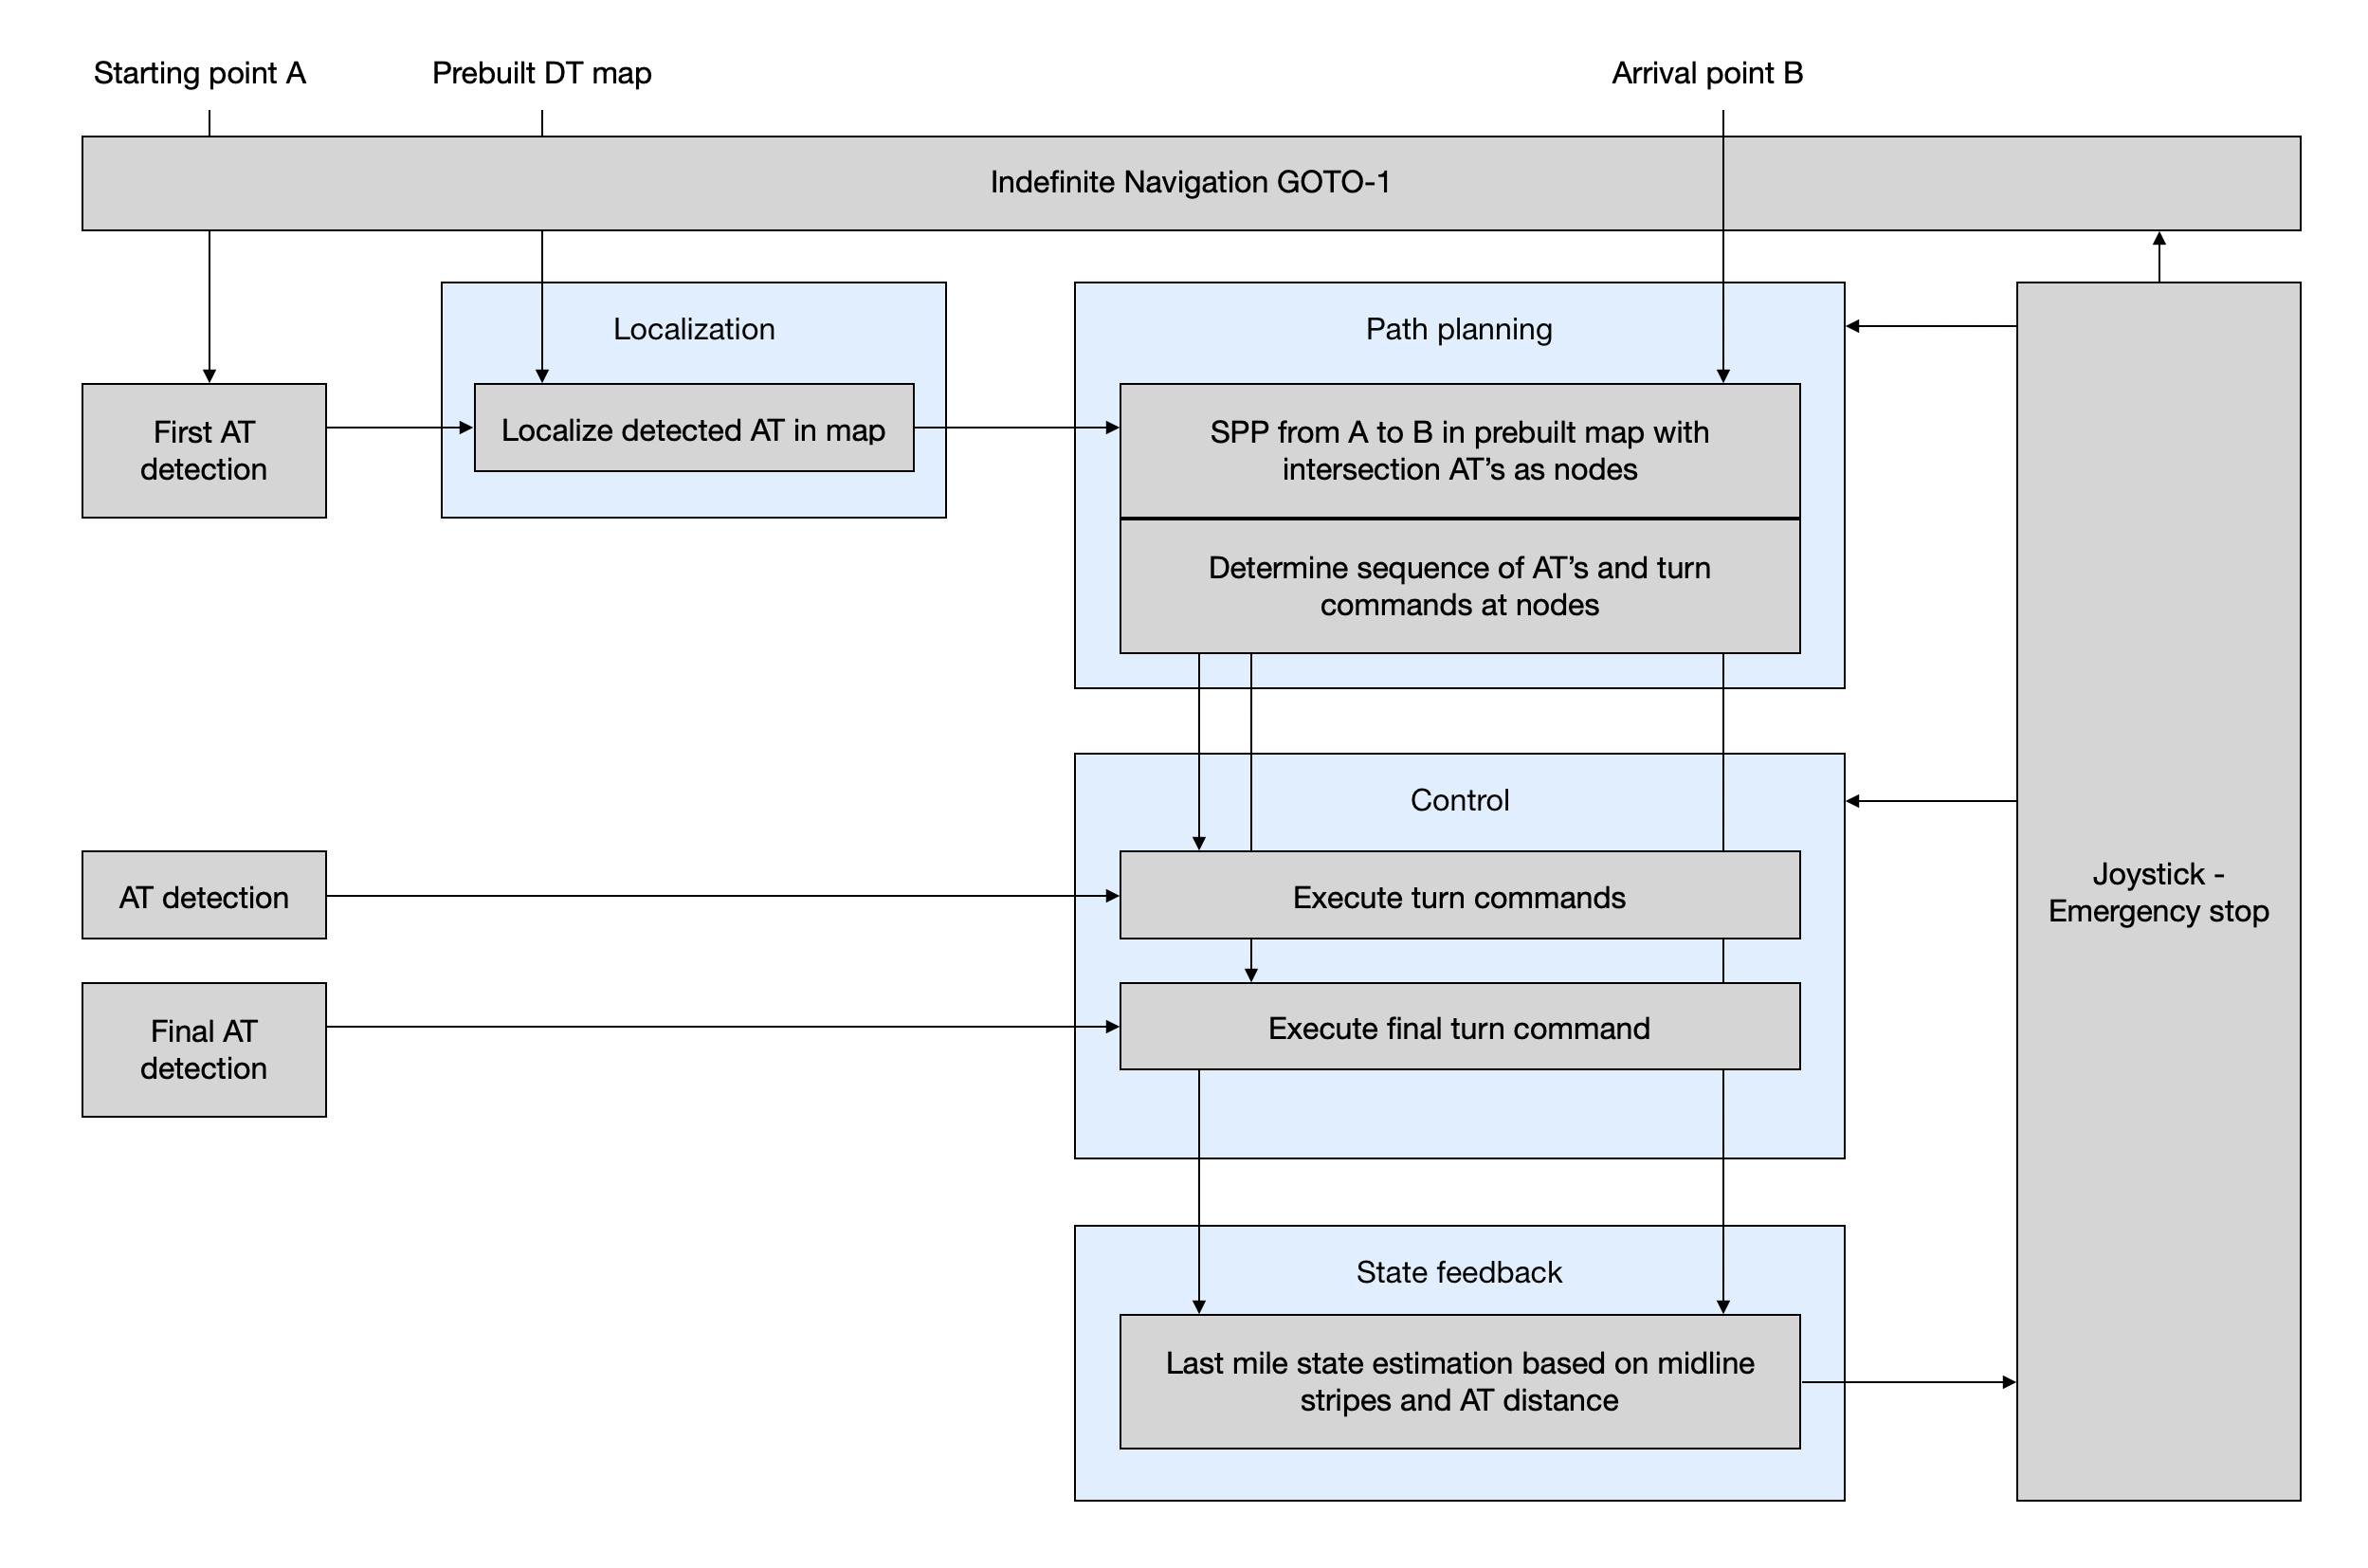 Starting point A
Prebuilt DT map
Arrival point B
Indefinite Navigation GOTO-1
Localization
Path planning
First AT
detection
Localize detected AT in map
SPP from A to B in prebuilt map with
intersection AT’s as nodes
Determine sequence of AT’s and turn
commands at nodes
Control
AT detection
Execute turn commands
Joystick -
Emergency stop
Final AT
detection
Execute final turn command
State feedback
Last mile state estimation based on midline
stripes and AT distance